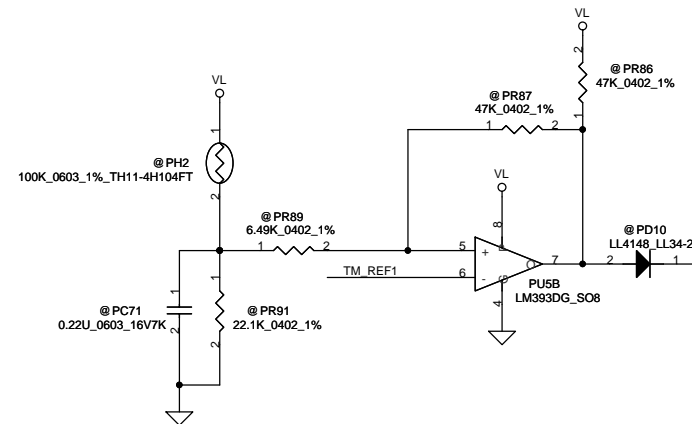 VL
2
@PR86
47K_0402_1%
1
VL
@PR87
47K_0402_1%
1
2
1
@PH2
100K_0603_1%_TH11-4H104FT
2
VL
8
@PR89
6.49K_0402_1%
1
2
5
+
P
@PD10
LL4148_LL34-2
TM_REF1
6
-
G
O
7
2
1
PU5B
LM393DG_SO8
4
1
@PC71
0.22U_0603_16V7K
2
1
@PR91
22.1K_0402_1%
2